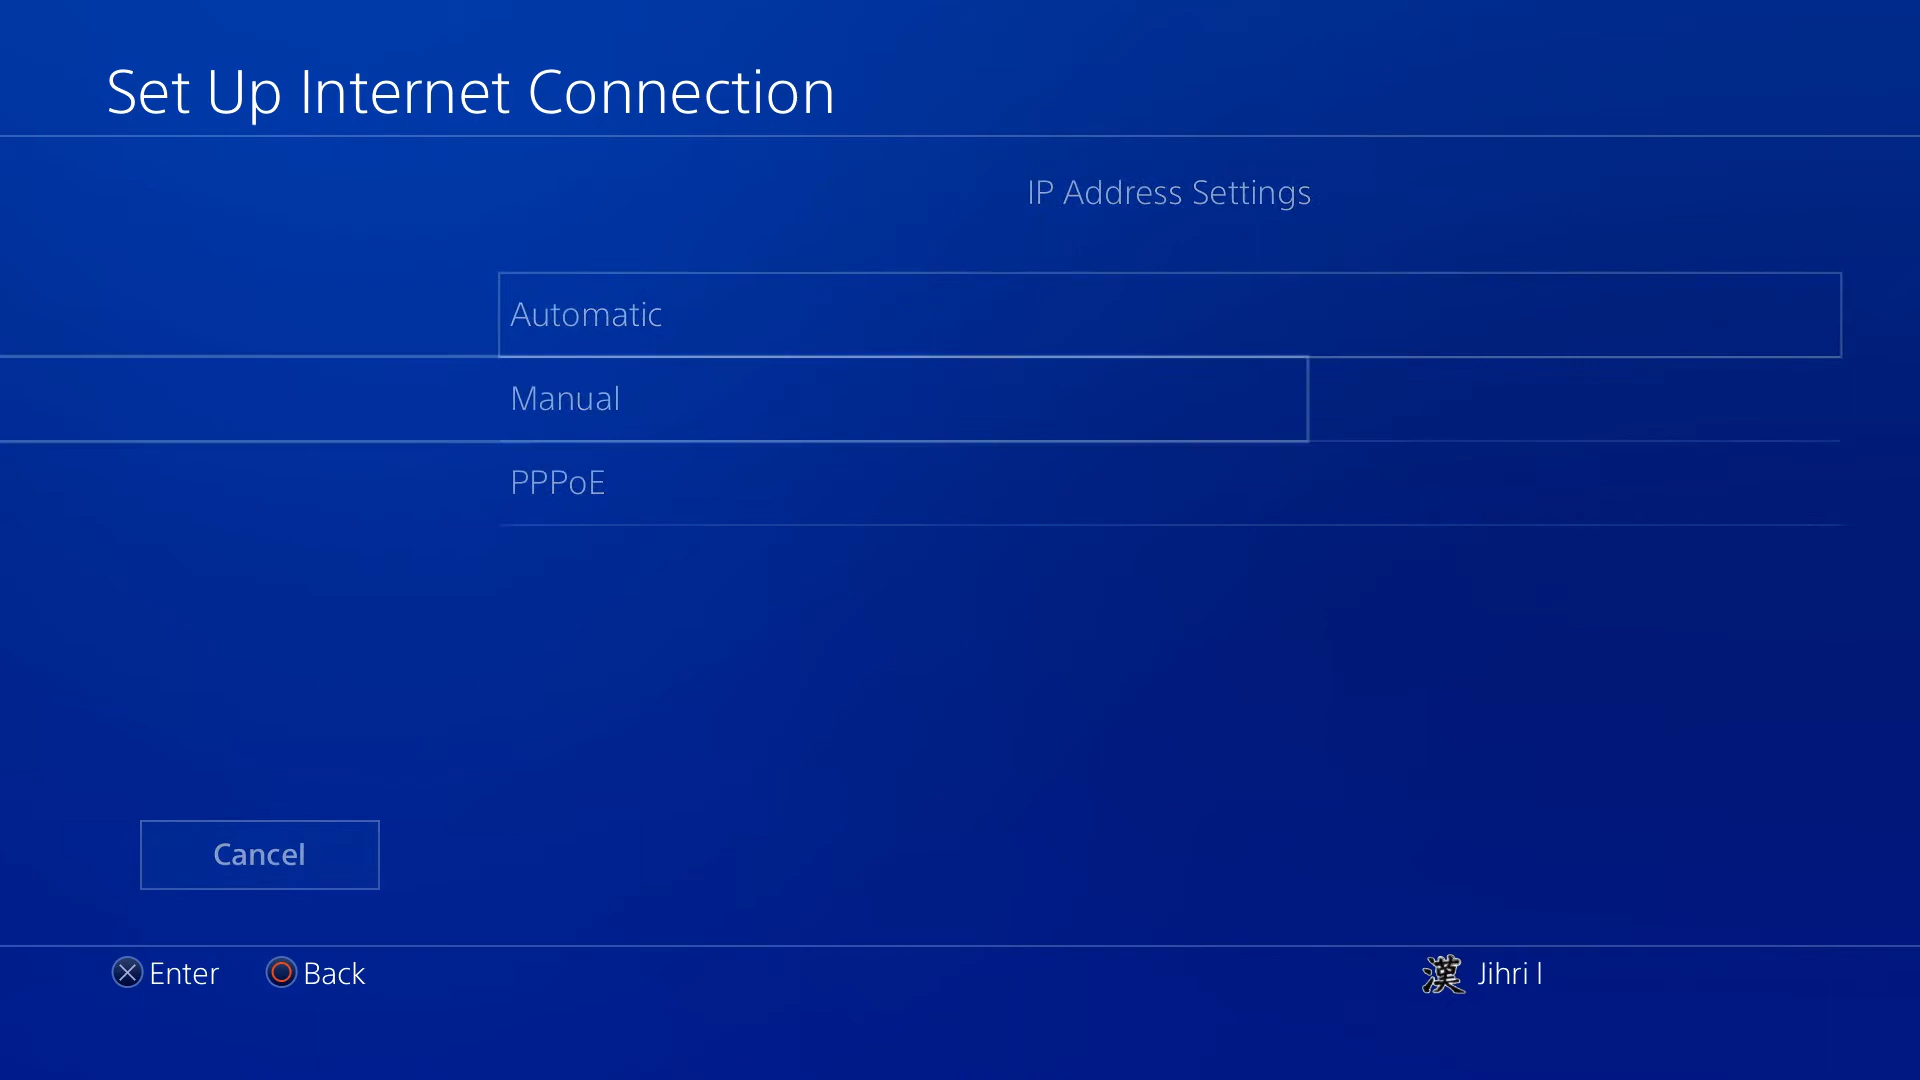 Set Up Internet Connection
IP Address Settings
Automatic
Manual
PPPoE
Cancel
Enter
Back
漢 Jihri l